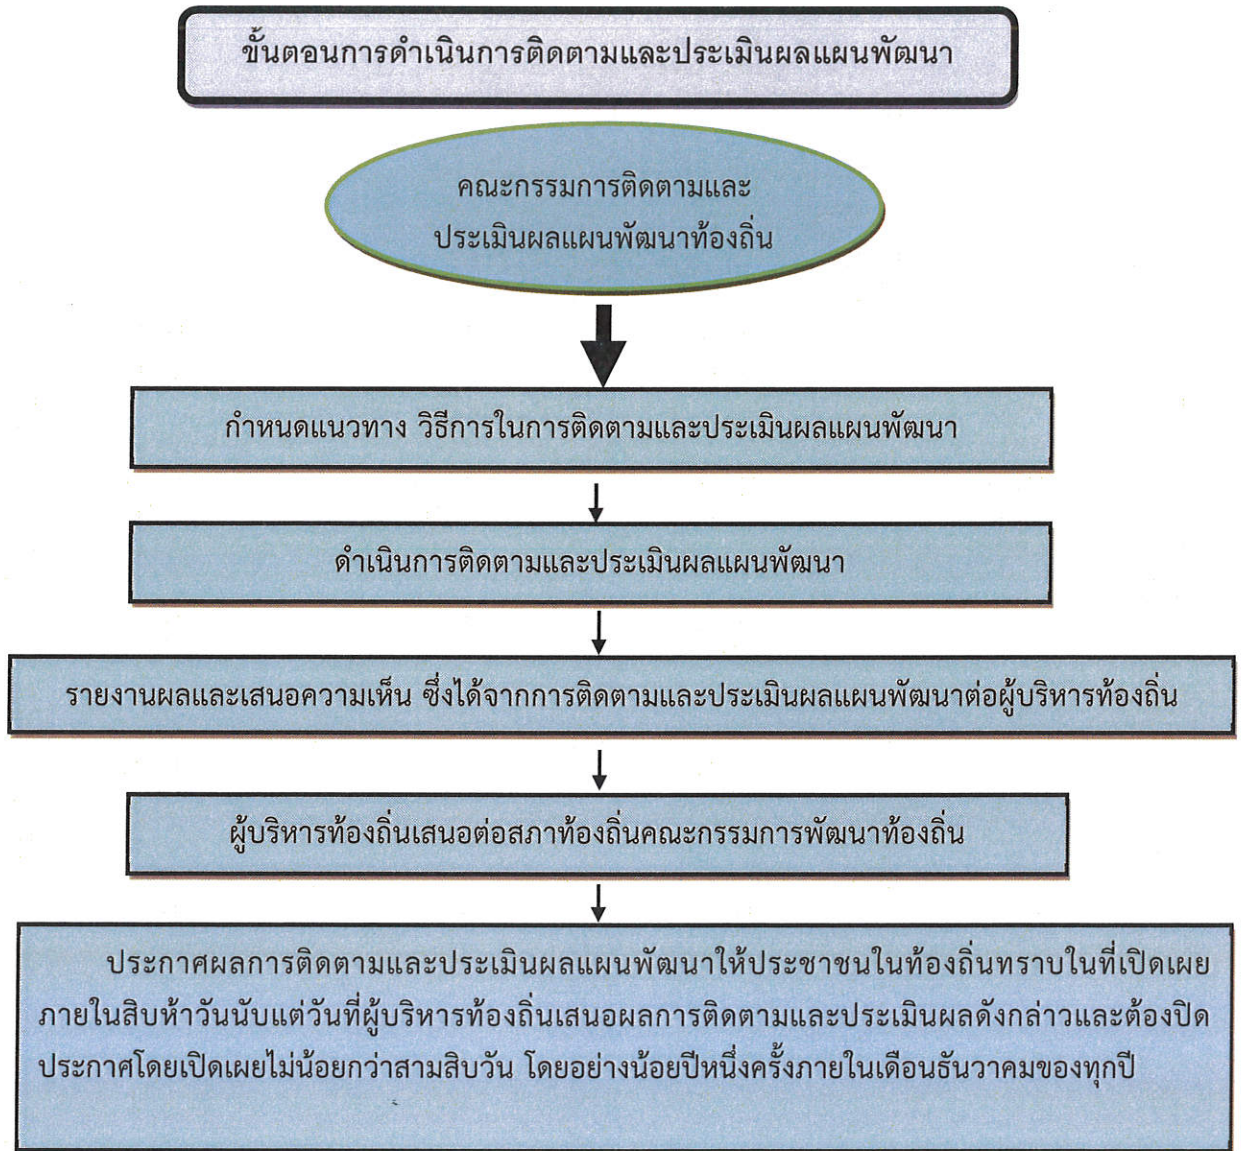 ขั้นตอนการดำเนินการติดตามและประเมินผลแผนพัฒนา
คณะกรรมการติดตามและ
ประเมินผลแผนพัฒนาท้องถิ่น
กำหนดแนวทาง วิธีการในการติดตามและประเมินผลแผนพัฒนา
ดำเนินการติดตามและประเมินผลแผนพัฒนา
รายงานผลและเสนอความเห็น ซึ่งได้จากการติดตามและประเมินผลแผนพัฒนาต่อผู้บริหารท้องถิ่น
ผู้บริหารท้องถิ่นเสนอต่อสภาท้องถิ่นคณะกรรมการพัฒนาท้องถิ่น
ประกาศผลการติดตามและประเมินผลแผนพัฒนาให้ประชาชนในท้องถิ่นทราบในที่เปิดเผย
ภายในสิบห้าวันนับแต่วันที่ผู้บริหารท้องถิ่นเสนอผลการติดตามและประเมินผลดังกล่าวและต้องปิด
ประกาศโดยเปิดเผยไม่น้อยกว่าสามสิบวัน โดยอย่างน้อยปีหนึ่งครั้งภายในเดือนธันวาคมของทุกปี